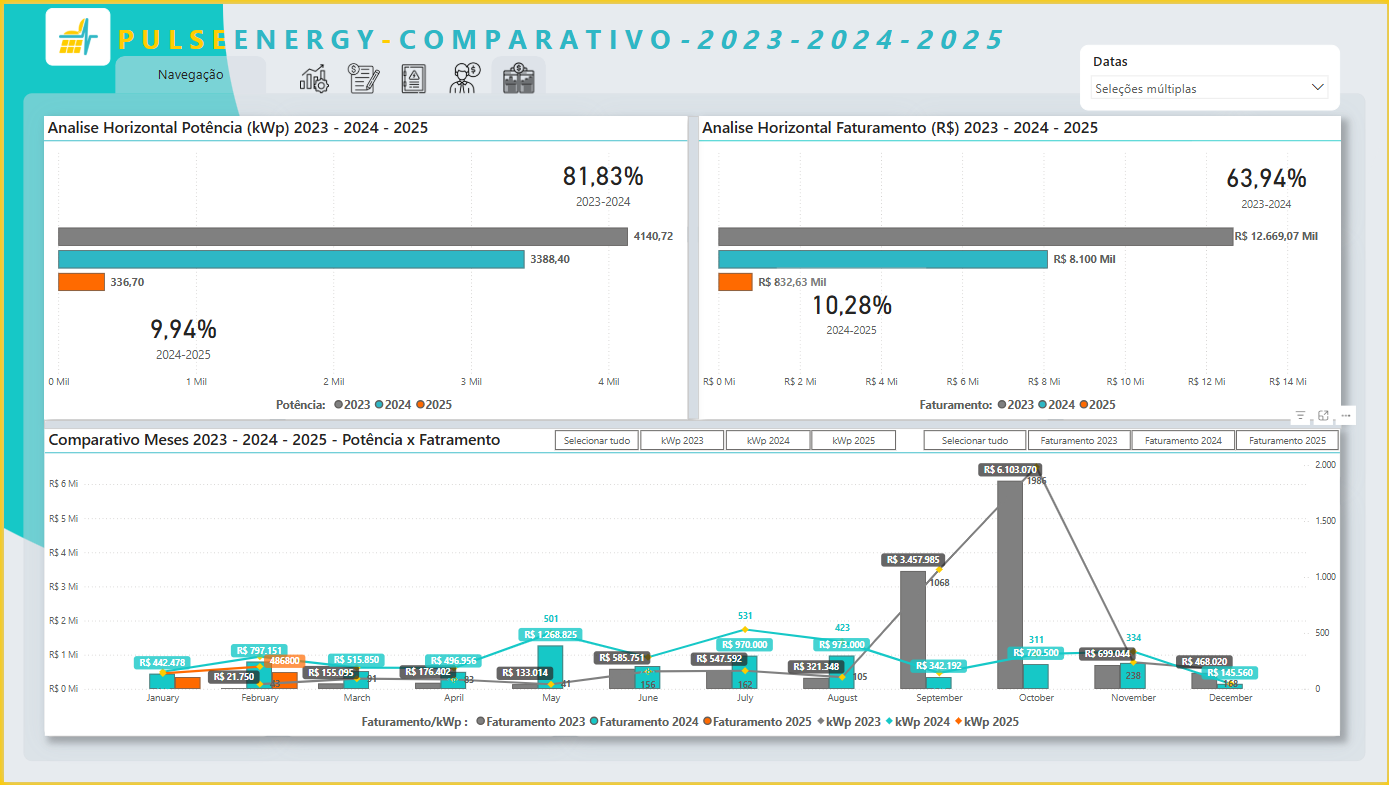 PULSEENERGY-COMPARATIVO-2023-2024-2025
Navegação
Datas
Seleções múltiplas
Analise Horizontal Potência (kWp) 2023 - 2024 - 2025
81,83%
2023-2024
4140,72
3388,40
336,70
9,94%
2024-2025
0 Mil 1 Mil 2 Mil 3 Mil 4 Mil
Potência: 2023 2024 2025
Analise Horizontal Faturamento (R$) 2023 - 2024 - 2025
63,94%
2023-2024
R$ 12.669,07 Mil
R$ 8.100 Mil
R$ 832,63 Mil
10,28%
2024-2025
R$ 0 Mi R$ 2 Mi R$ 4 Mi R$ 6 Mi R$ 8 Mi R$ 10 Mi R$ 12 Mi R$ 14 Mi
Faturamento: 2023 2024 2025
Comparativo Meses 2023 - 2024 - 2025 - Potência x Fatramento
Selecionar tudo kWp 2023 kWp 2024 kWp 2025
Selecionar tudo Faturamento 2023 Faturamento 2024 Faturamento 2025
2.000
R$ 6.103.070
R$ 6 Mi 1986
R$ 5 Mi 1.500
R$ 4 Mi
R$ 3.457.985
1.000
R$ 3 Mi 1068
R$ 2 Mi
501 531 423 311 334 500
R$ 1.268.825
R$ 797.151 R$ 970.000 R$ 973.000 R$ 720.500 R$ 699.044
R$ 1 Mi R$ 442.478 486800 R$ 515.850 R$ 496.956 R$ 585.751 R$ 547.592 R$ 321.348 R$ 342.192 R$ 468.020
R$ 21.750 R$ 155.095 R$ 176.402 R$ 133.014 238 R$ 145.560
43 91 83 41 156 162 105 168
R$ 0 Mi 0
January February March April May June July August September October November December
Faturamento/kWp : Faturamento 2023 Faturamento 2024 Faturamento 2025 kWp 2023 kWp 2024 kWp 2025